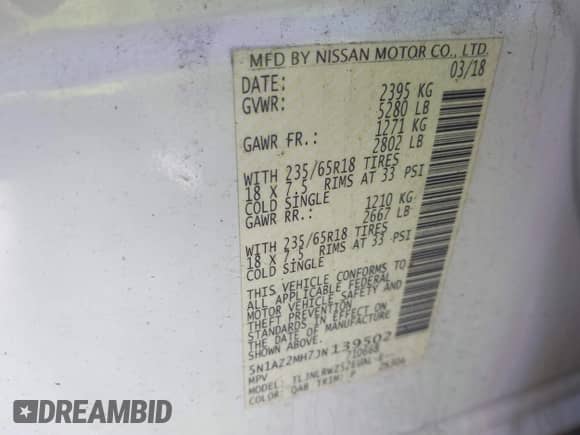 MFD BY NISSAN MOTOR CO., LTD.
DATE: 03/18
GVWR: 2395 KG
5280 LB
GAWR FR.: 1271 KG
2802 LB
WITH 235/65R18 TIRES
18 X 7.5 RIMS AT 33 PSI
COLD SINGLE
GAWR RR.: 1210 KG
2667 LB
WITH 235/65R18 TIRES
18 X 7.5 RIMS AT 33 PSI
COLD SINGLE
THIS VEHICLE CONFORMS TO
ALL APPLICABLE FEDERAL
MOTOR VEHICLE SAFETY AND
THEFT PREVENTION
STANDARDS IN EFFECT ON
THE DATE OF MANUFACTURE
5N1AZ2MH7JN139502
MPV
MODEL:
COLOR: QAB TRIM: P
DREAMBID